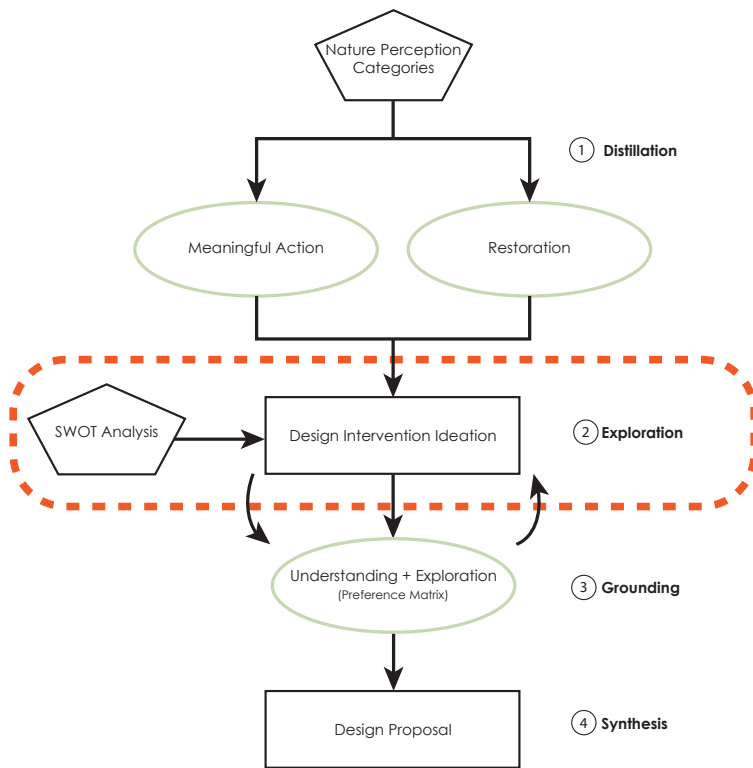 Nature Perception
Categories
1 Distillation
Meaningful Action
Restoration
SWOT Analysis
Design Intervention Ideation
2 Exploration
Understanding + Exploration
(Preference Matrix)
3 Grounding
Design Proposal
4 Synthesis